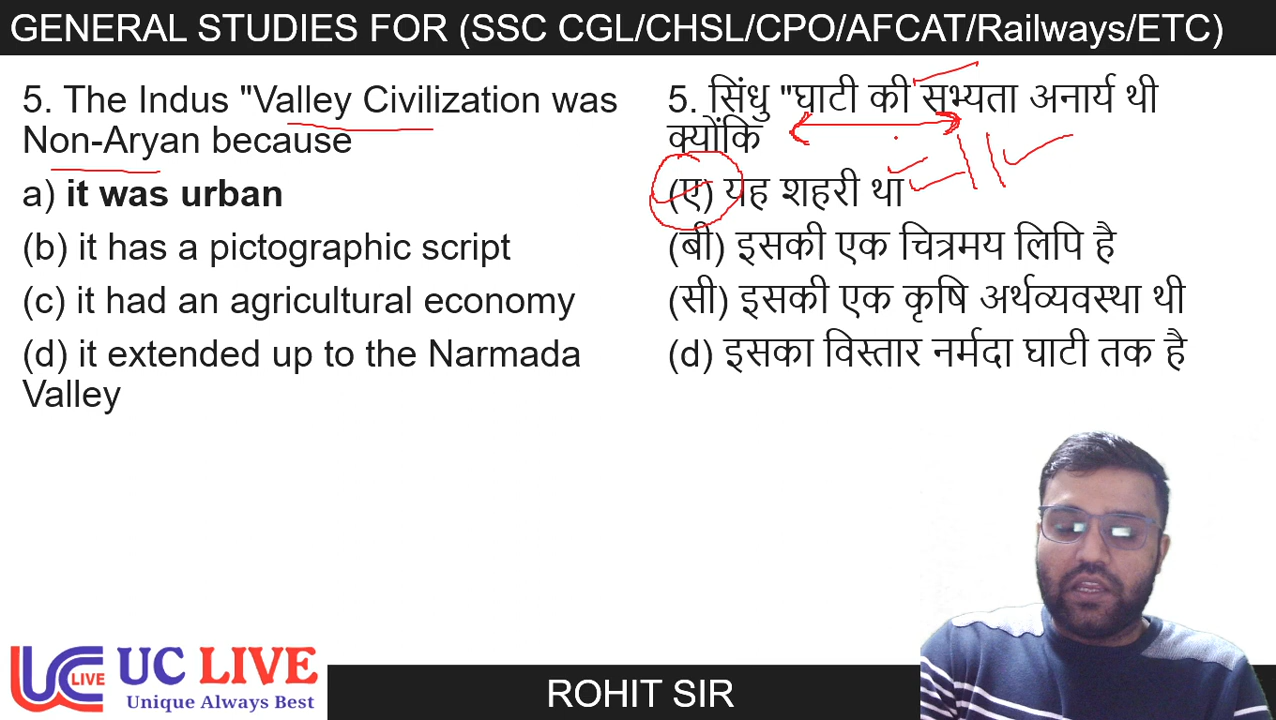 GENERAL STUDIES FOR (SSC CGL/CHSL/CPO/AFCAT/Railways/ETC)
5. The Indus "Valley Civilization was
Non-Aryan because
a) it was urban
(b) it has a pictographic script
(c) it had an agricultural economy
(d) it extended up to the Narmada
Valley
5. सिंधु "घाटी की सभ्यता अनार्य थी
क्योंकि
(ए) यह शहरी था
(बी) इसकी एक चित्रमय लिपि है
(सी) इसकी एक कृषि अर्थव्यवस्था थी
(d) इसका विस्तार नर्मदा घाटी तक है
UC LIVE
LIVE
Unique Always Best
ROHIT SIR